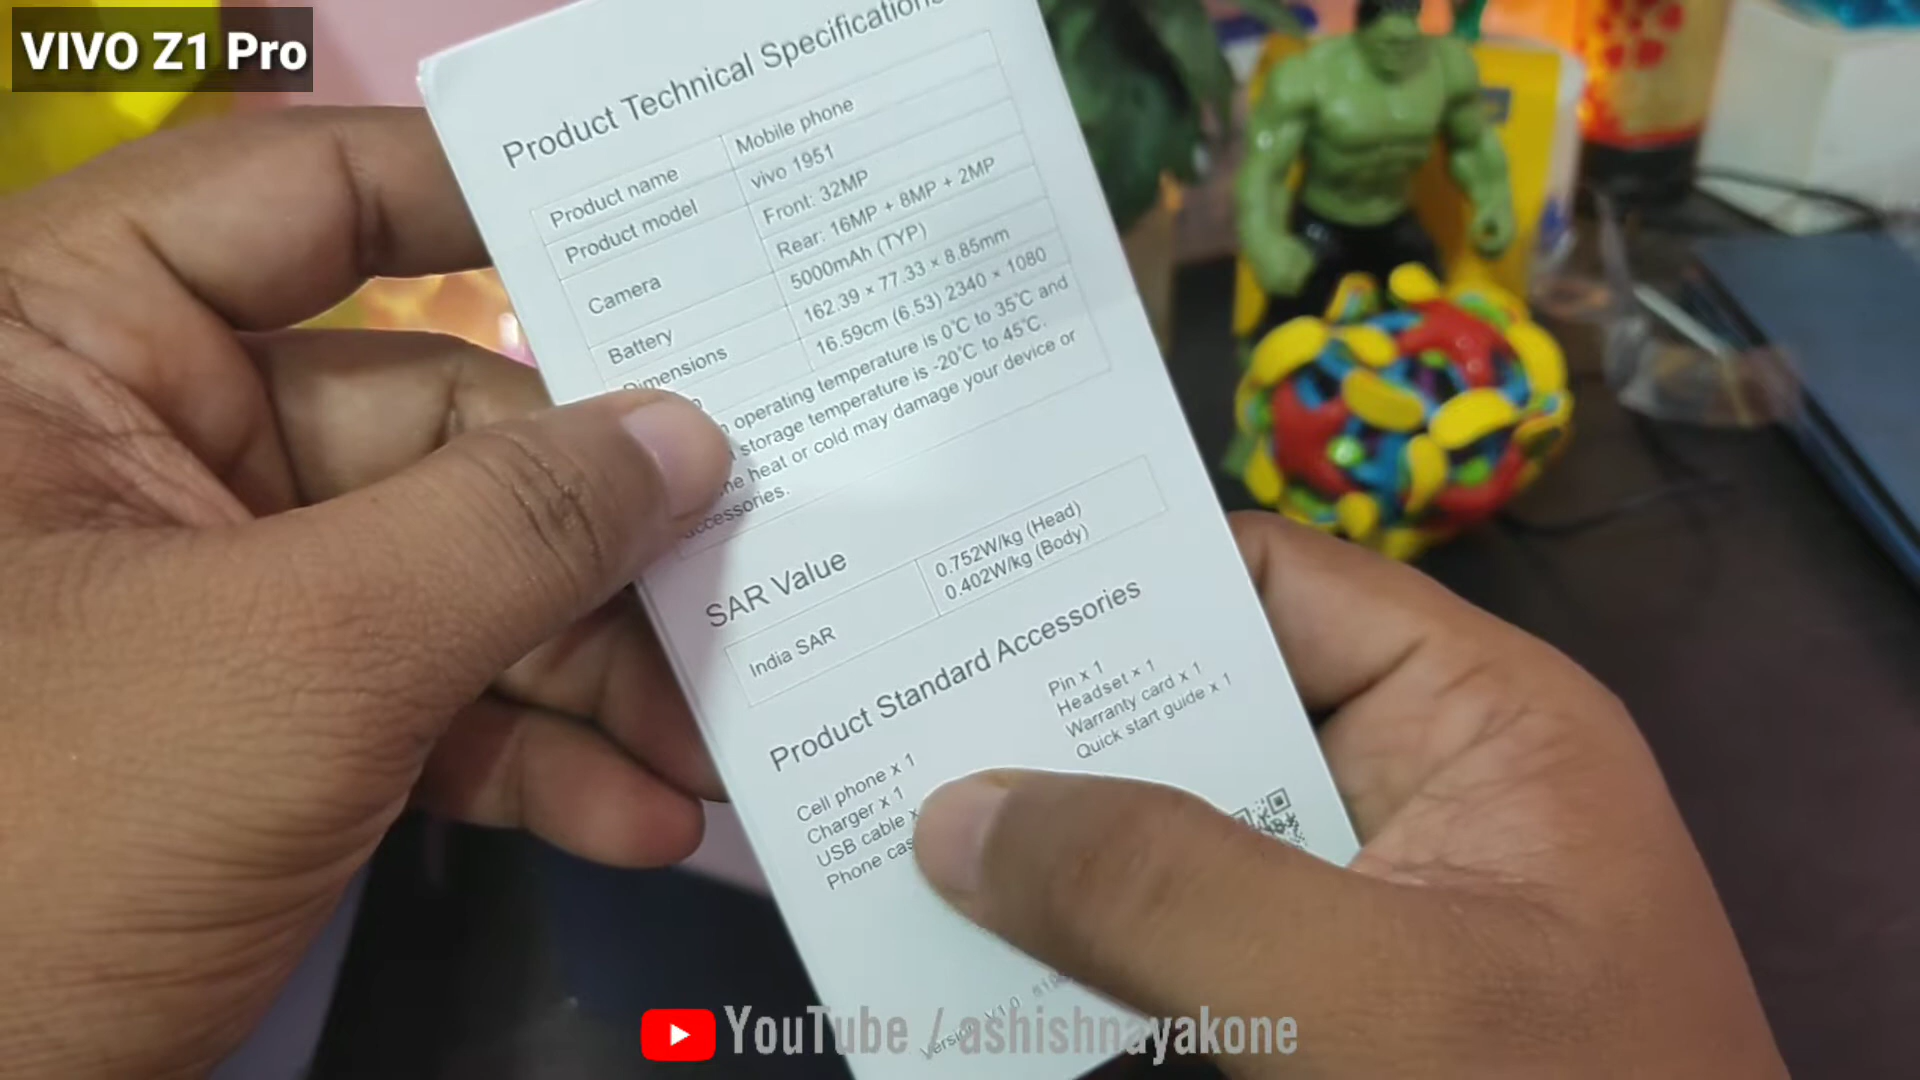 VIVO Z1 Pro
Product Technical Specifications
Product name Mobile phone
Product model vivo 1951
Camera Front: 32MP
Rear: 16MP + 8MP + 2MP
Battery 5000mAh (TYP)
Dimensions 162.39 × 77.33 × 8.85mm
16.59cm (6.53) 2340 × 1080
operating temperature is 0℃ to 35℃ and
storage temperature is -20℃ to 45℃.
heat or cold may damage your device or
accessories.
SAR Value
India SAR 0.752W/kg (Head)
0.402W/kg (Body)
Product Standard Accessories
Cell phone x 1
Charger x 1
USB cable x
Phone cas
Pin x 1
Headset × 1
Warranty card x 1
Quick start guide x 1
Version V1.0
YouTube / ashishnayakone